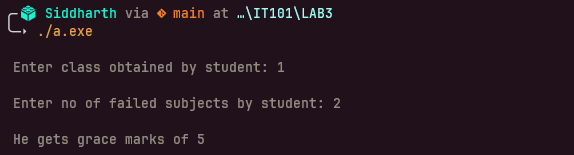 Siddharth via main at …\IT101\LAB3
./a.exe
Enter class obtained by student: 1
Enter no of failed subjects by student: 2
He gets grace marks of 5